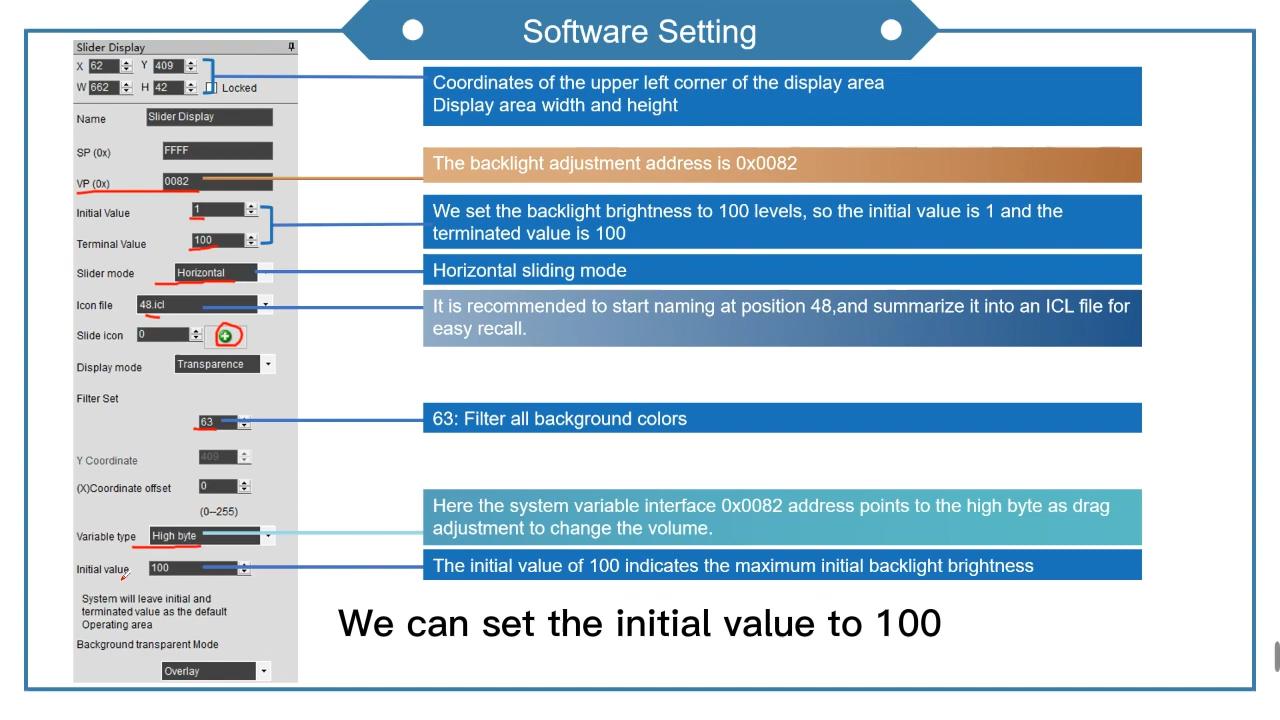 Software Setting
Slider Display
X 62 Y 409
W 662 H 42 Locked
Name Slider Display
SP (0x) FFFF
VP (0x) 0082
Initial Value 1
Terminal Value 100
Slider mode Horizontal
Icon file 48.icl
Slide icon 0
Display mode Transparence
Filter Set
63
Y Coordinate 409
(X)Coordinate offset 0
(0--255)
Variable type High byte
Initial value 100
System will leave initial and
terminated value as the default
Operating area
Background transparent Mode
Overlay
Coordinates of the upper left corner of the display area
Display area width and height
The backlight adjustment address is 0x0082
We set the backlight brightness to 100 levels, so the initial value is 1 and the
terminated value is 100
Horizontal sliding mode
It is recommended to start naming at position 48,and summarize it into an ICL file for
easy recall.
63: Filter all background colors
Here the system variable interface 0x0082 address points to the high byte as drag
adjustment to change the volume.
The initial value of 100 indicates the maximum initial backlight brightness
We can set the initial value to 100